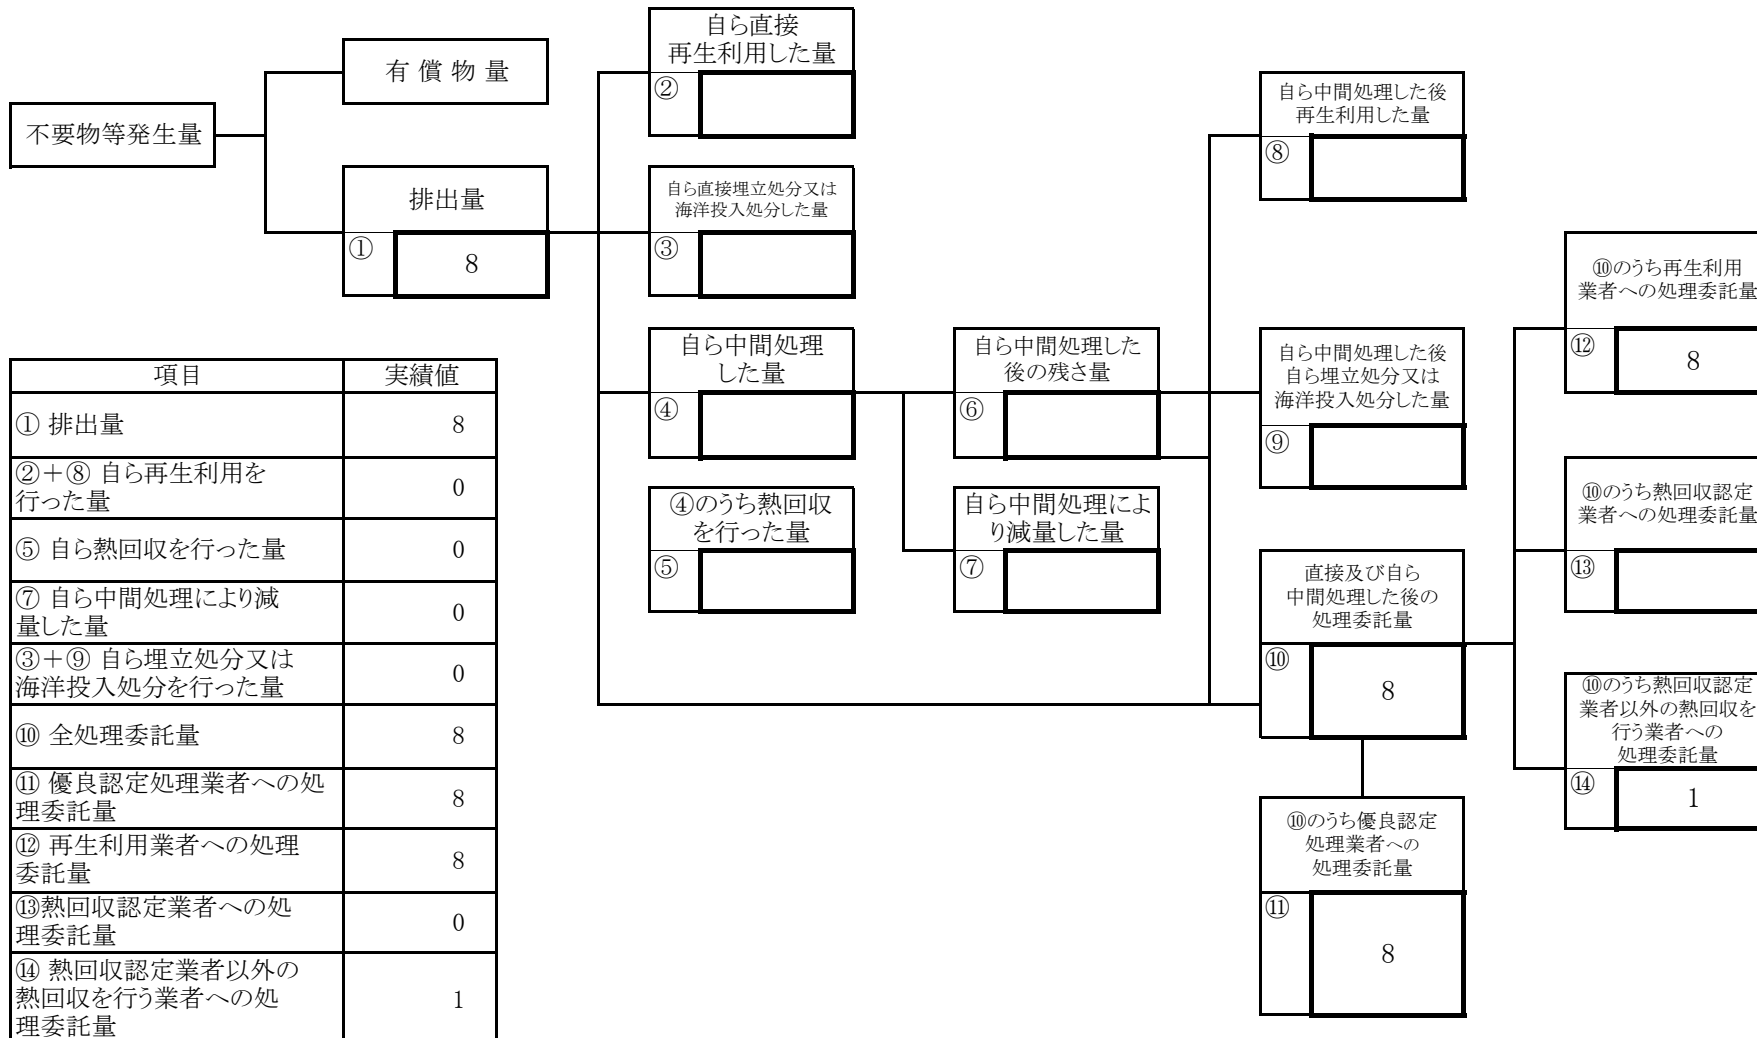 不要物等発生量
有 償 物 量
排出量
①
8
自ら直接
再生利用した量
②
自ら直接埋立処分又は
海洋投入処分した量
③
自ら中間処理
した量
④
④のうち熱回収
を行った量
⑤
自ら中間処理した
後の残さ量
⑥
自ら中間処理によ
り減量した量
⑦
自ら中間処理した後
再生利用した量
⑧
自ら中間処理した後
自ら埋立処分又は
海洋投入処分した量
⑨
直接及び自ら
中間処理した後の
処理委託量
⑩
8
⑩のうち優良認定
処理業者への
処理委託量
⑪
8
⑩のうち再生利用
業者への処理委託量
⑫
8
⑩のうち熱回収認定
業者への処理委託量
⑬
⑩のうち熱回収認定
業者以外の熱回収を
行う業者への
処理委託量
⑭
1
項目 実績値
① 排出量 8
②+⑧ 自ら再生利用を
行った量 0
⑤ 自ら熱回収を行った量 0
⑦ 自ら中間処理により減
量した量 0
③+⑨ 自ら埋立処分又は
海洋投入処分を行った量 0
⑩ 全処理委託量 8
⑪ 優良認定処理業者への処
理委託量 8
⑫ 再生利用業者への処理
委託量 8
⑬熱回収認定業者への処
理委託量 0
⑭ 熱回収認定業者以外の
熱回収を行う業者への処
理委託量 1